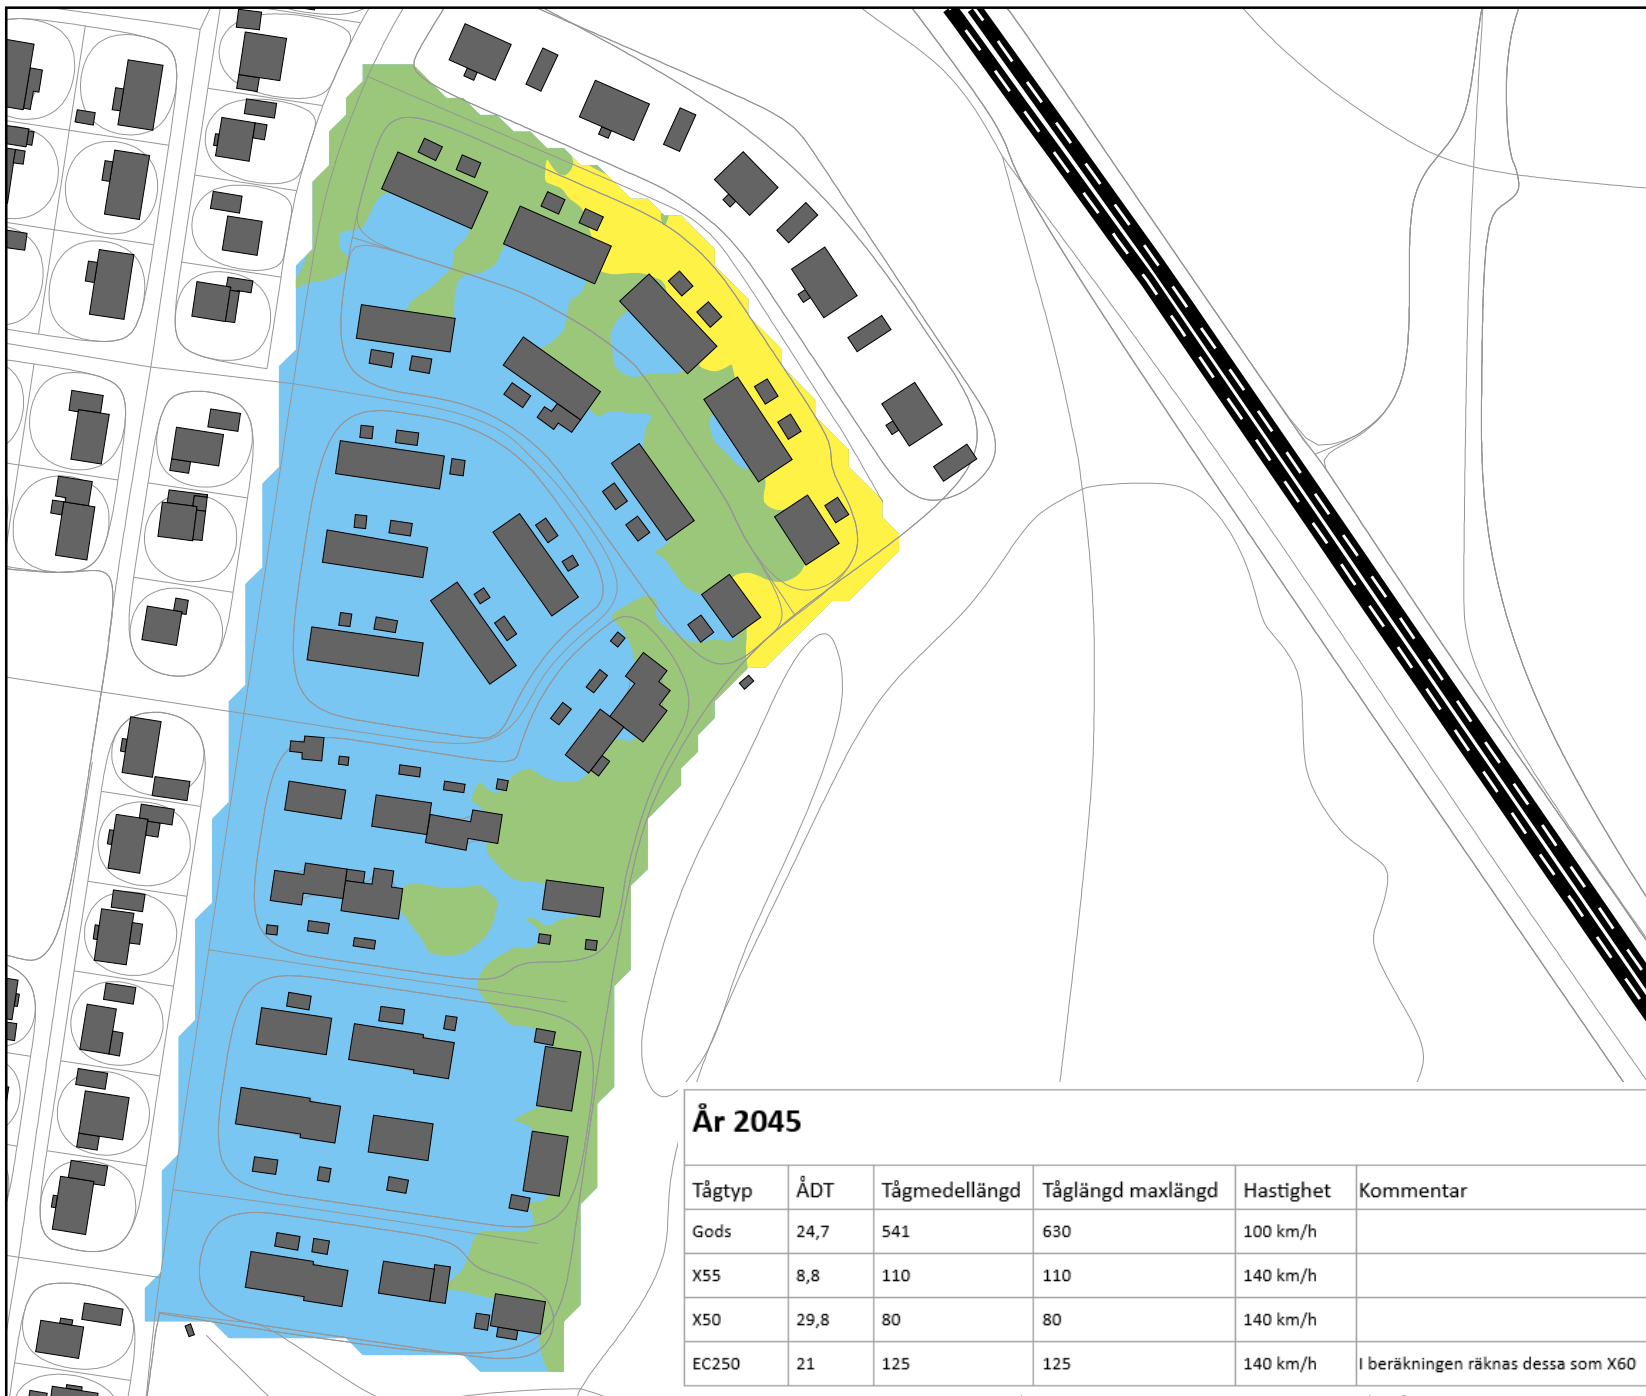 År 2045
Tågtyp ÅDT Tågmedellängd Tåglängd maxlängd Hastighet Kommentar
Gods 24,7 541 630 100 km/h
X55 8,8 110 110 140 km/h
X50 29,8 80 80 140 km/h
EC250 21 125 125 140 km/h I beräkningen räknas dessa som X60